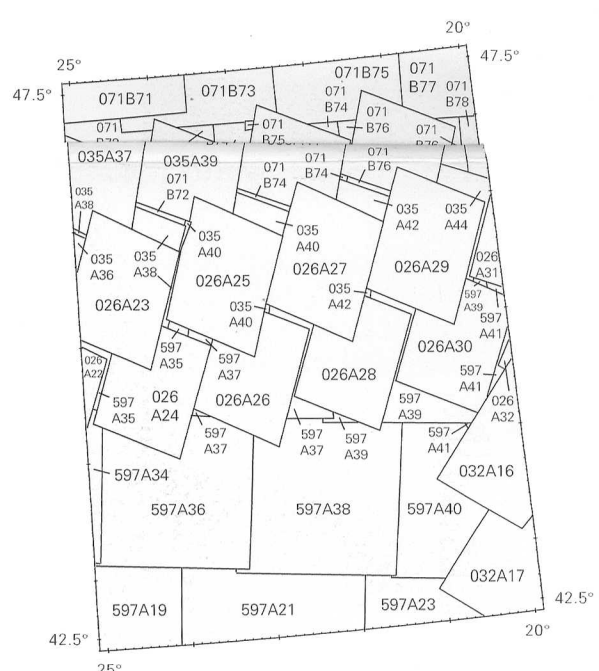 20°
25°
47.5°
47.5°
071B71
071B73
071B75
071
B77
071
B74
071
B78
071
B76
071
B75
071
035A37
035A39
071
B72
071
B74
071
B74
071
B76
035
A38
035
A36
035
A38
035
A40
035
A40
035
A42
035
A44
026A23
026A25
026A27
026A29
026
A31
035
A40
035
A42
597
A39
597
A41
026
A22
597
A35
597
A35
597
A37
026
A24
026A26
026A28
026A30
597
A41
026
A32
597
A37
597
A37
597
A39
597
A39
597
A41
597A34
597A36
597A38
597A40
032A16
032A17
597A19
597A21
597A23
42.5°
42.5°
20°
25°